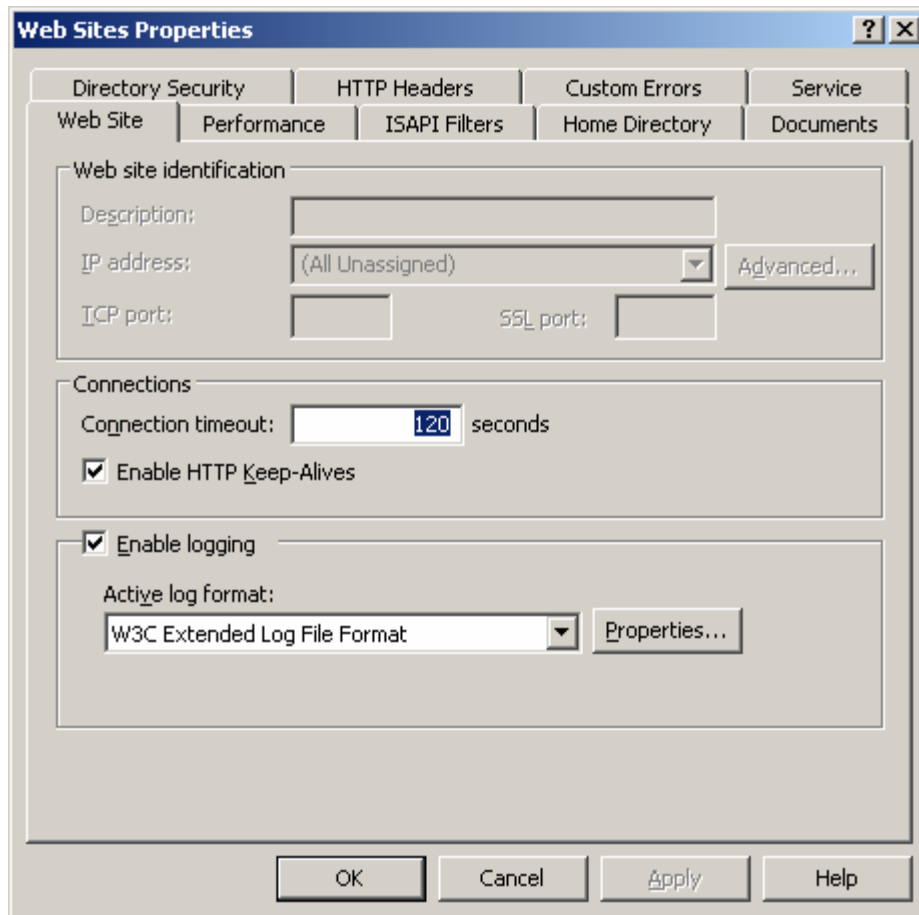 Web Sites Properties
Directory Security HTTP Headers Custom Errors Service
Web Site Performance ISAPI Filters Home Directory Documents
Web site identification
Description:
IP address: (All Unassigned) Advanced...
TCP port: SSL port:
Connections
Connection timeout: 120 seconds
Enable HTTP Keep-Alives
Enable logging
Active log format:
W3C Extended Log File Format Properties...
OK Cancel Apply Help